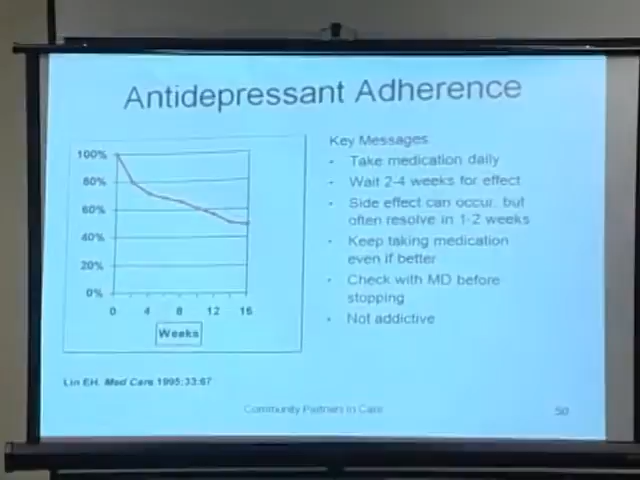 Antidepressant Adherence
100%
80%
60%
40%
20%
0%
0 4 8 12 16
Weeks
Key Messages
• Take medication daily
• Wait 2-4 weeks for effect
• Side effect can occur, but
often resolve in 1-2 weeks
• Keep taking medication
even if better
• Check with MD before
stopping
• Not addictive
Lin EH. Med Care 1995;33:67
Community Partners in Care
50